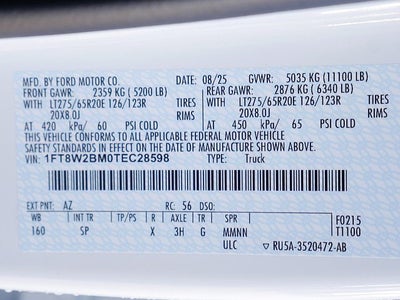 MFD. BY FORD MOTOR CO. 08/25 GVWR: 5035 KG (11100 LB)
FRONT GAWR: 2359 KG (5200 LB) REAR GAWR: 2876 KG (6340 LB)
WITH LT275/65R20E 126/123R TIRES WITH LT275/65R20E 126/123R TIRES
20X8.0J RIMS 20X8.0J RIMS
AT 420 kPa/ 60 PSI COLD AT 450 kPa/ 65 PSI COLD
THIS VEHICLE CONFORMS TO ALL APPLICABLE FEDERAL MOTOR VEHICLE
SAFETY STANDARDS IN EFFECT ON THE DATE OF MANUFACTURE SHOWN ABOVE.
VIN: 1FT8W2BM0TEC28598 TYPE: Truck
EXT PNT: AZ RC: 56 DSO:
WB INT TR TP/PS R AXLE TR SPR F0215
160 SP X 3H G MMNN T1100
ULC RU5A-3520472-AB